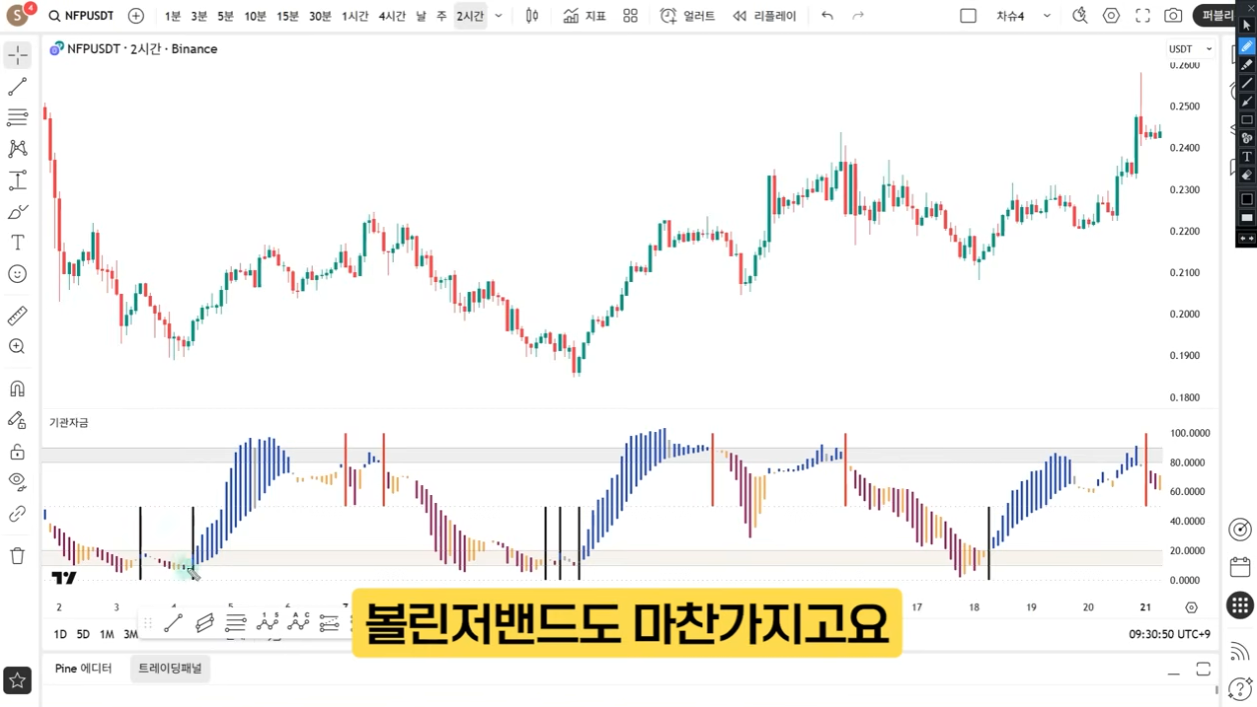 S 4 NFPUSDT 1분 3분 5분 10분 15분 30분 1시간 4시간 날 주 2시간 지표 얼러트 리플레이 차슈4 퍼블리
NFPUSDT · 2시간 · Binance
USDT
0.2600
0.2500
0.2400
0.2300
0.2200
0.2100
0.2000
0.1900
0.1800
기관자금
100.0000
80.0000
60.0000
40.0000
20.0000
0.0000
2 3 4 5 6 7 17 18 19 20 21
1D 5D 1M 3M
09:30:50 UTC+9
볼린저밴드도 마찬가지고요
Pine 에디터 트레이딩패널